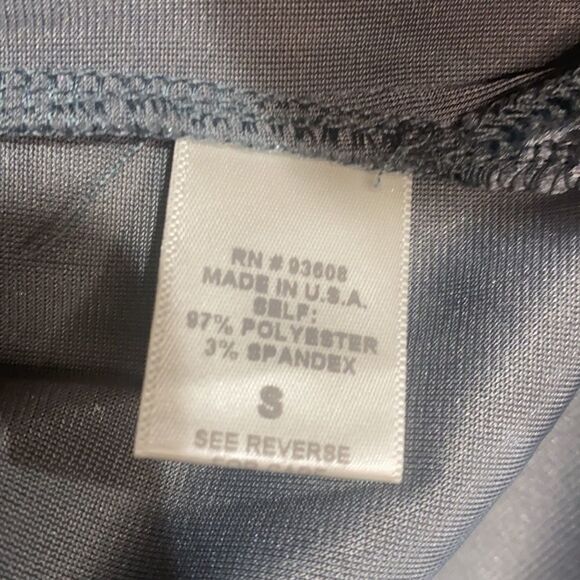 RN # 93608
MADE IN U.S.A.
SELF:
97% POLYESTER
3% SPANDEX
S
SEE REVERSE